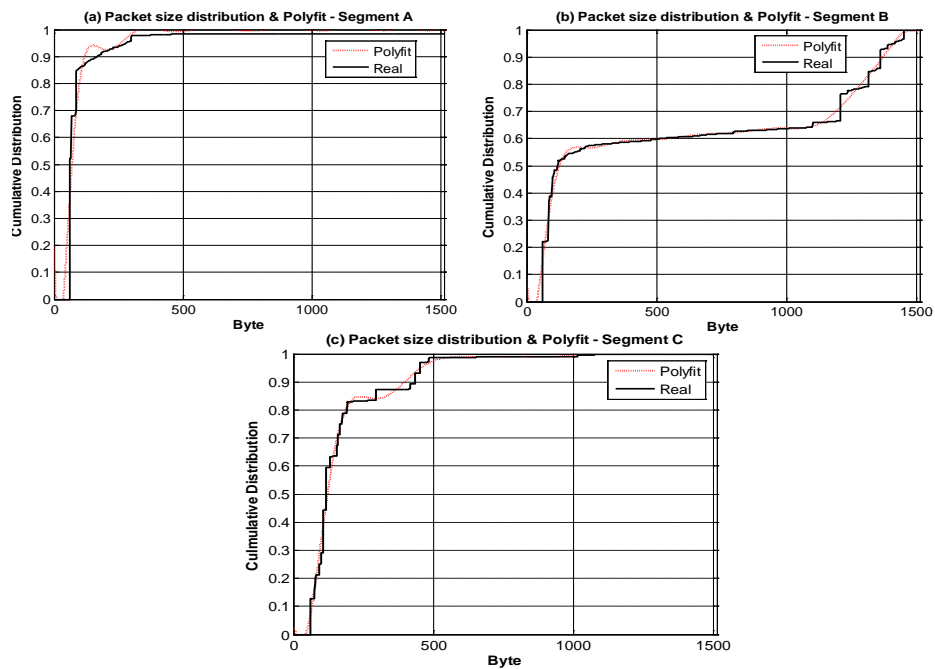 (a) Packet size distribution & Polyfit - Segment A
1
0.9
0.8
0.7
0.6
0.5
0.4
0.3
0.2
0.1
0
Cumulative Distribution
Polyfit
Real
0 500 1000 1500
Byte
(b) Packet size distribution & Polyfit - Segment B
1
0.9
0.8
0.7
0.6
0.5
0.4
0.3
0.2
0.1
0
Cumulative Distribution
Polyfit
Real
0 500 1000 1500
Byte
(c) Packet size distribution & Polyfit - Segment C
1
0.9
0.8
0.7
0.6
0.5
0.4
0.3
0.2
0.1
0
Culmulative Distribution
Polyfit
Real
0 500 1000 1500
Byte